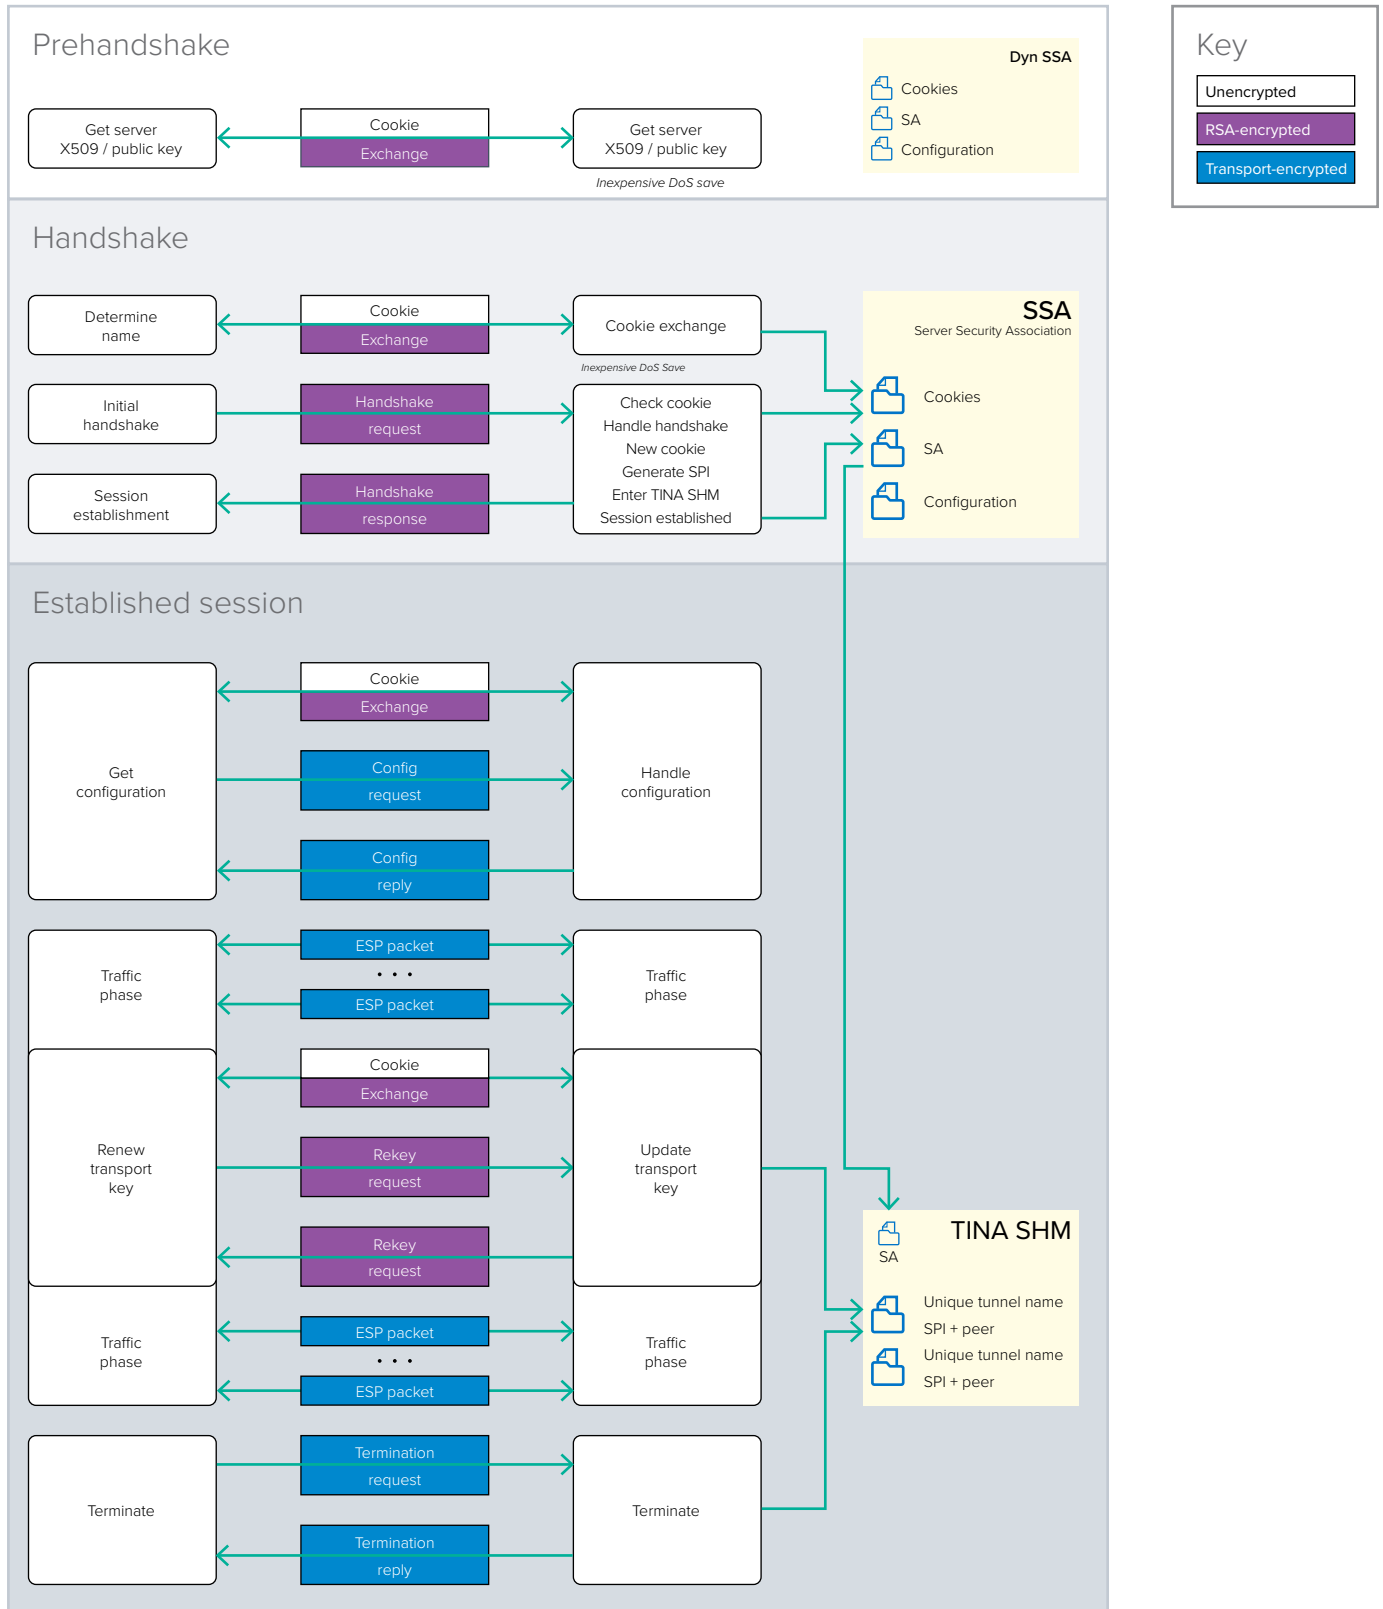 Prehandshake
Get server
X509 / public key
Cookie
Exchange
Get server
X509 / public key
Inexpensive DoS save
Dyn SSA
Cookies
SA
Configuration
Key
Unencrypted
RSA-encrypted
Transport-encrypted
Handshake
Determine
name
Cookie
Exchange
Cookie exchange
Inexpensive DoS Save
Initial
handshake
Handshake
request
Check cookie
Handle handshake
New cookie
Generate SPI
Enter TINA SHM
Session established
Session
establishment
Handshake
response
SSA
Server Security Association
Cookies
SA
Configuration
Established session
Get
configuration
Cookie
Exchange
Config
request
Config
reply
Handle
configuration
Traffic
phase
ESP packet
. . .
ESP packet
Traffic
phase
Renew
transport
key
Cookie
Exchange
Rekey
request
Rekey
request
Update
transport
key
Traffic
phase
ESP packet
. . .
ESP packet
Traffic
phase
Terminate
Termination
request
Termination
reply
Terminate
TINA SHM
SA
Unique tunnel name
SPI + peer
Unique tunnel name
SPI + peer